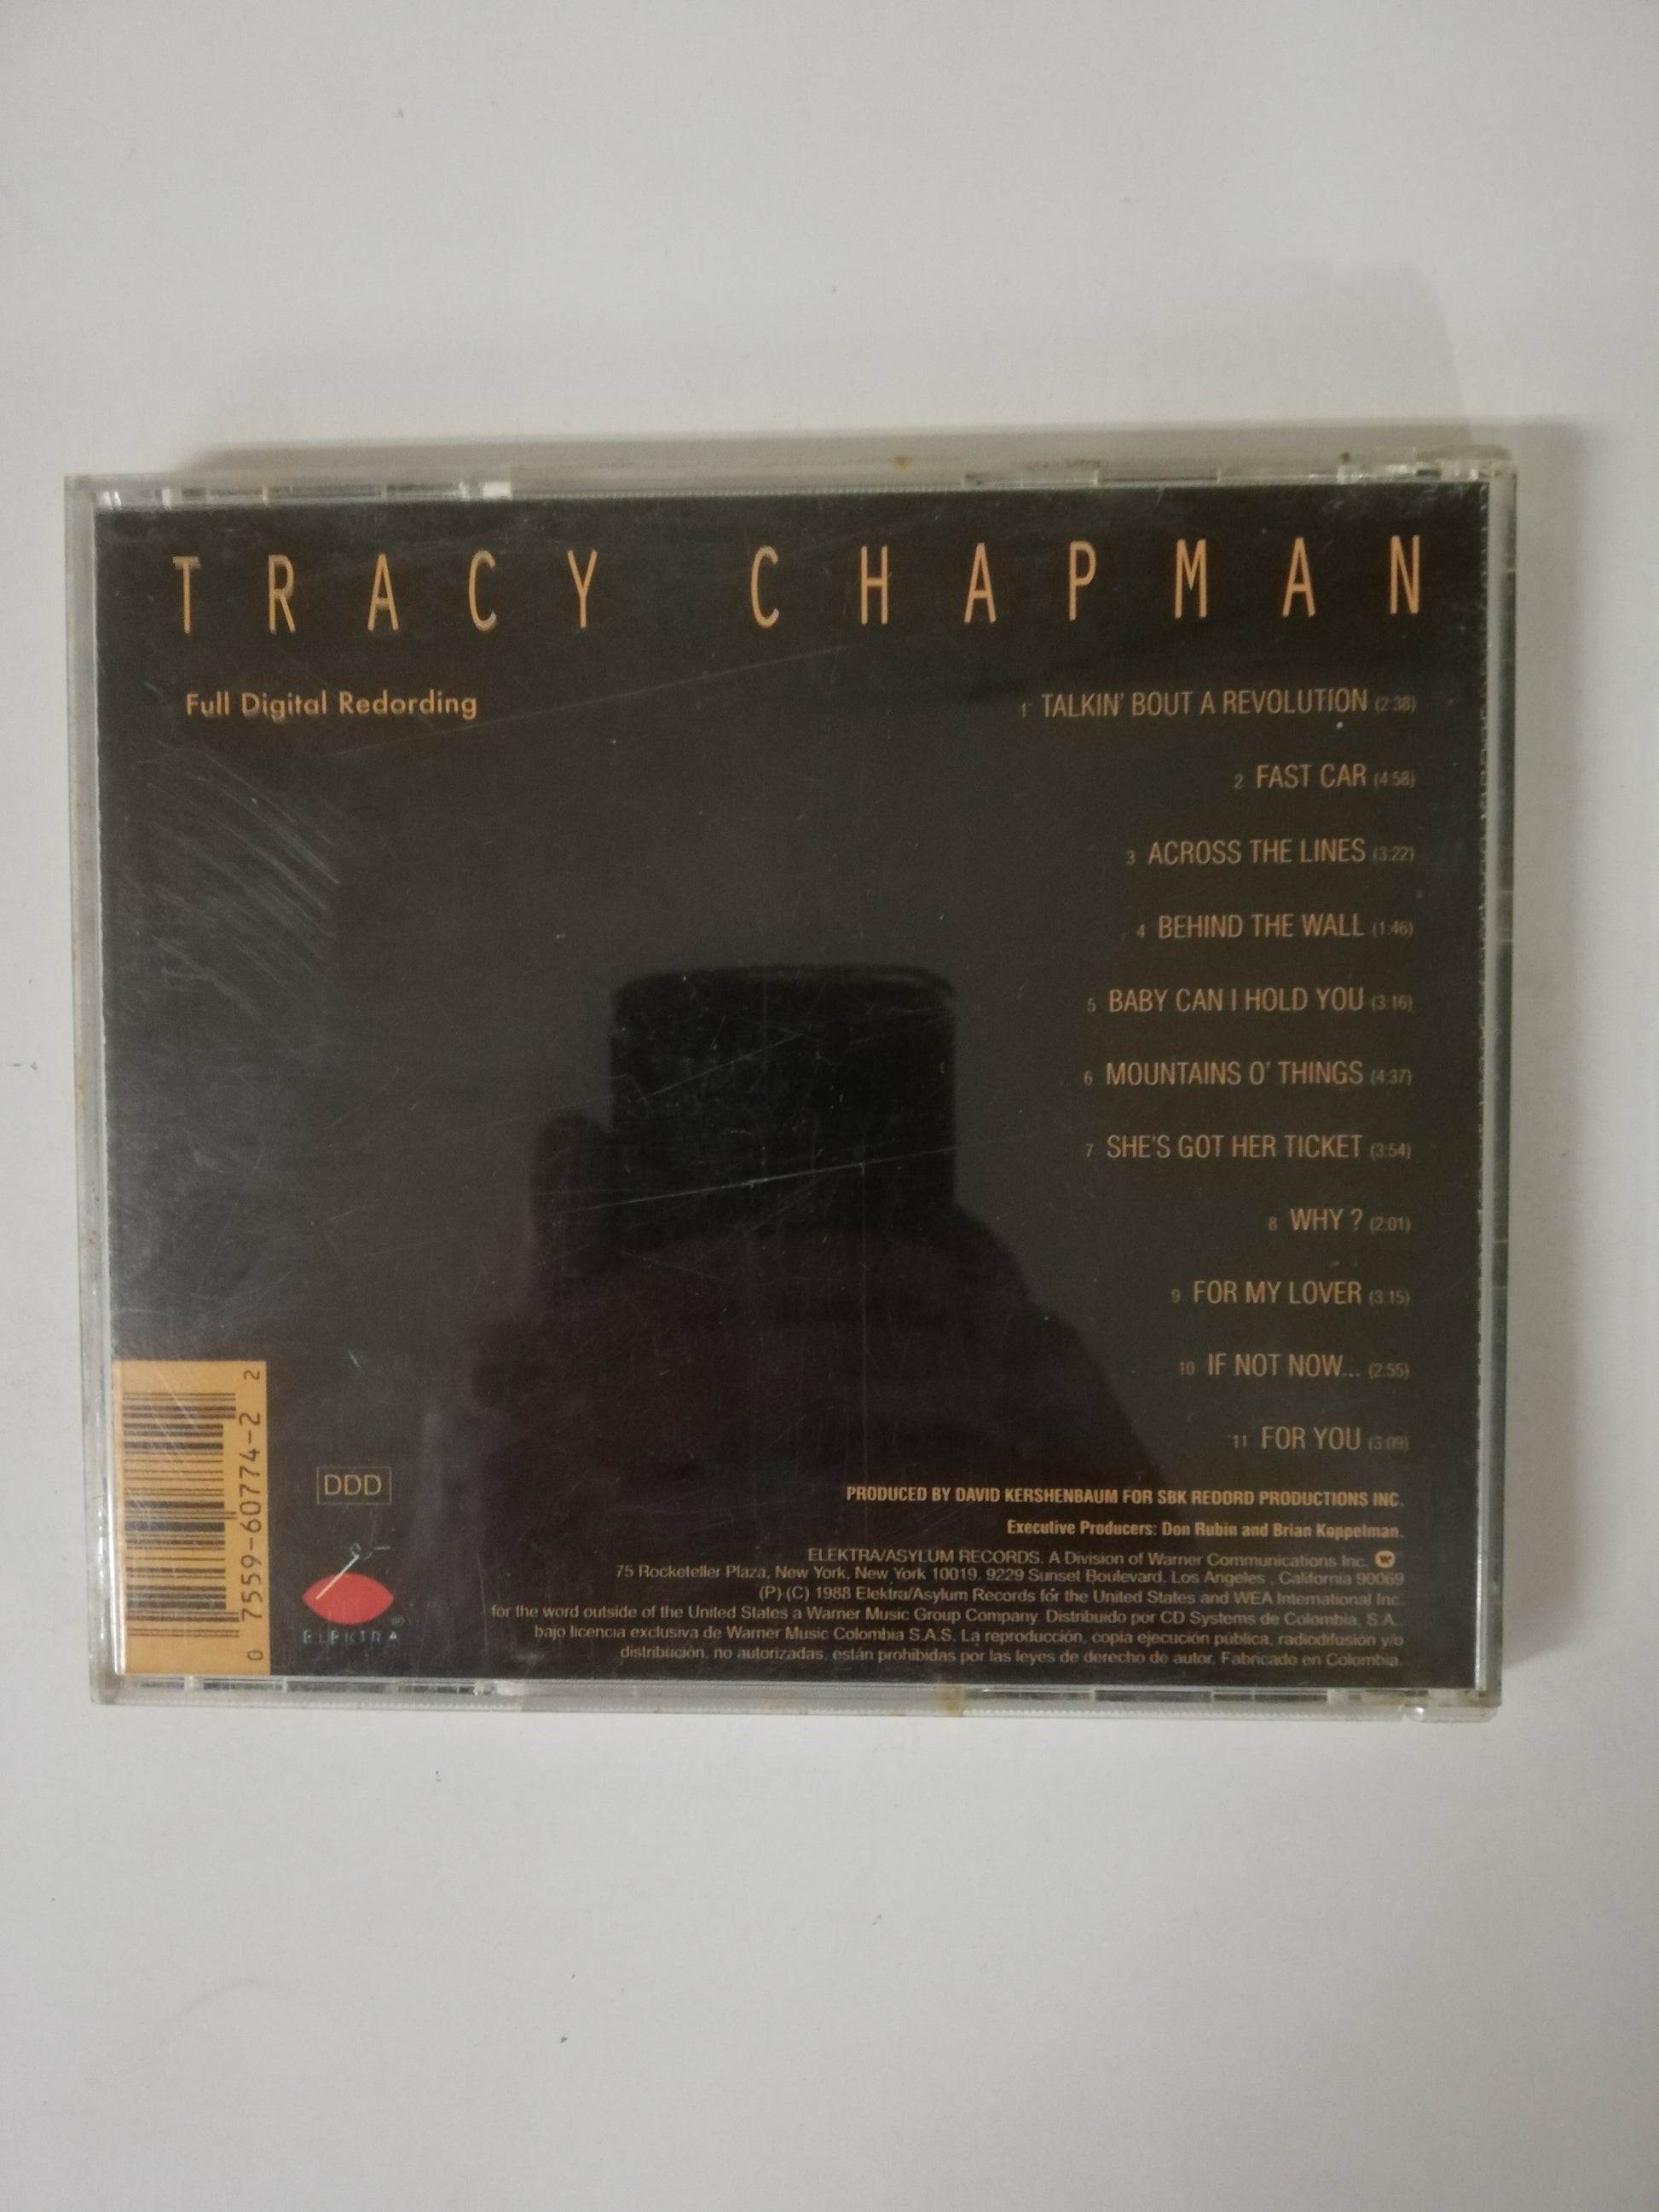 TRACY CHAPMAN
Full Digital Redording
1 TALKIN' BOUT A REVOLUTION (2:38)
2 FAST CAR (4:58)
3 ACROSS THE LINES (3:22)
4 BEHIND THE WALL (1:46)
5 BABY CAN I HOLD YOU (3:16)
6 MOUNTAINS O' THINGS (4:37)
7 SHE'S GOT HER TICKET (3:54)
8 WHY ? (2:01)
9 FOR MY LOVER (3:15)
10 IF NOT NOW... (2:55)
11 FOR YOU (3:09)
PRODUCED BY DAVID KERSHENBAUM FOR SBK REDORD PRODUCTIONS INC.
Executive Producers: Don Rubin and Brian Koppelman.
ELEKTRA/ASYLUM RECORDS. A Division of Warner Communications Inc.
75 Rocketeller Plaza, New York, New York 10019. 9229 Sunset Boulevard, Los Angeles , California 90069
(P) (C) 1988 Elektra/Asylum Records for the United States and WEA International Inc.
for the word outside of the United States a Warner Music Group Company. Distribuido por CD Systems de Colombia, S.A..
bajo licencia exclusiva de Warner Music Colombia S.A.S. La reproducción, copia ejecución pública, radiodifusión y/o
distribución, no autorizadas, están prohibidas por las leyes de derecho de autor. Fabricado en Colombia.
DDD
ELEKTRA ®
0 7559-60774-2 2